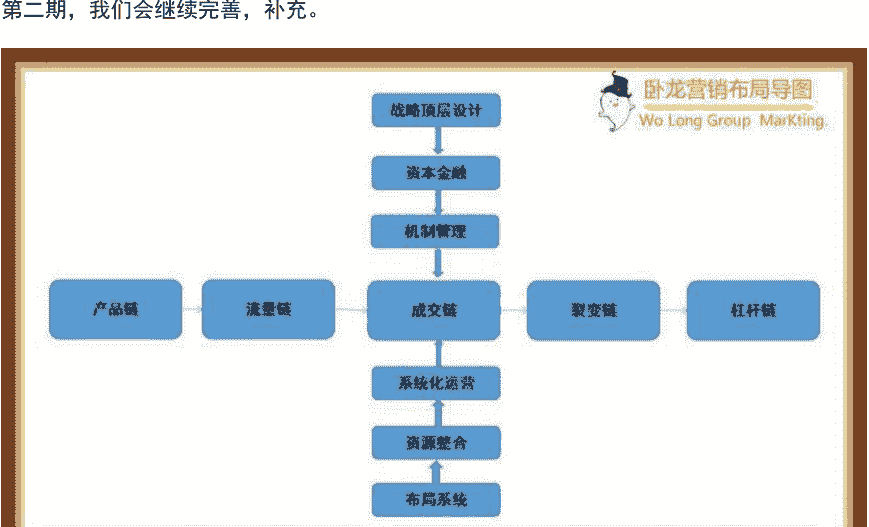 第二期，我们会继续完善，补充。
卧龙营销布局导图
Wo Long Group MarKting.
战略顶层设计
资本金融
机制管理
产品链
流量链
成交链
裂变链
杠杆链
系统化运营
资源整合
布局系统